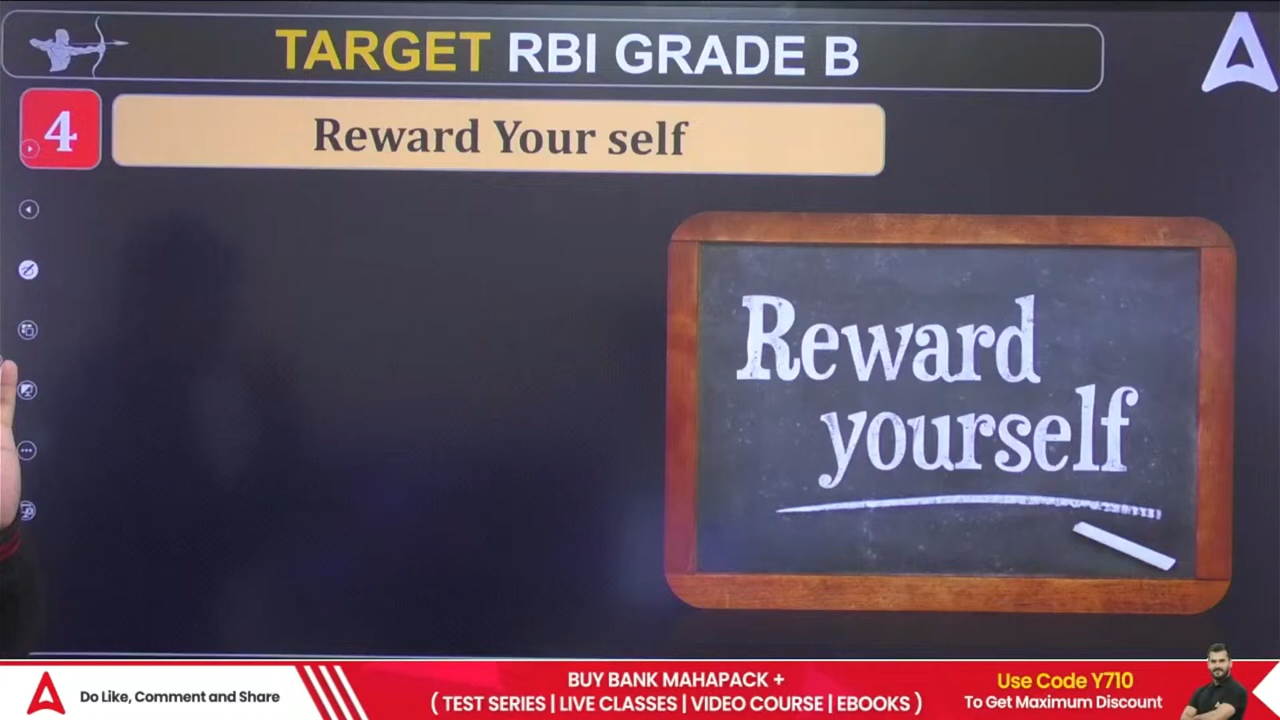 TARGET RBI GRADE B
4
Reward Your self
Reward
yourself
Do Like, Comment and Share
BUY BANK MAHAPACK +
( TEST SERIES | LIVE CLASSES | VIDEO COURSE | EBOOKS )
Use Code Y710
To Get Maximum Discount